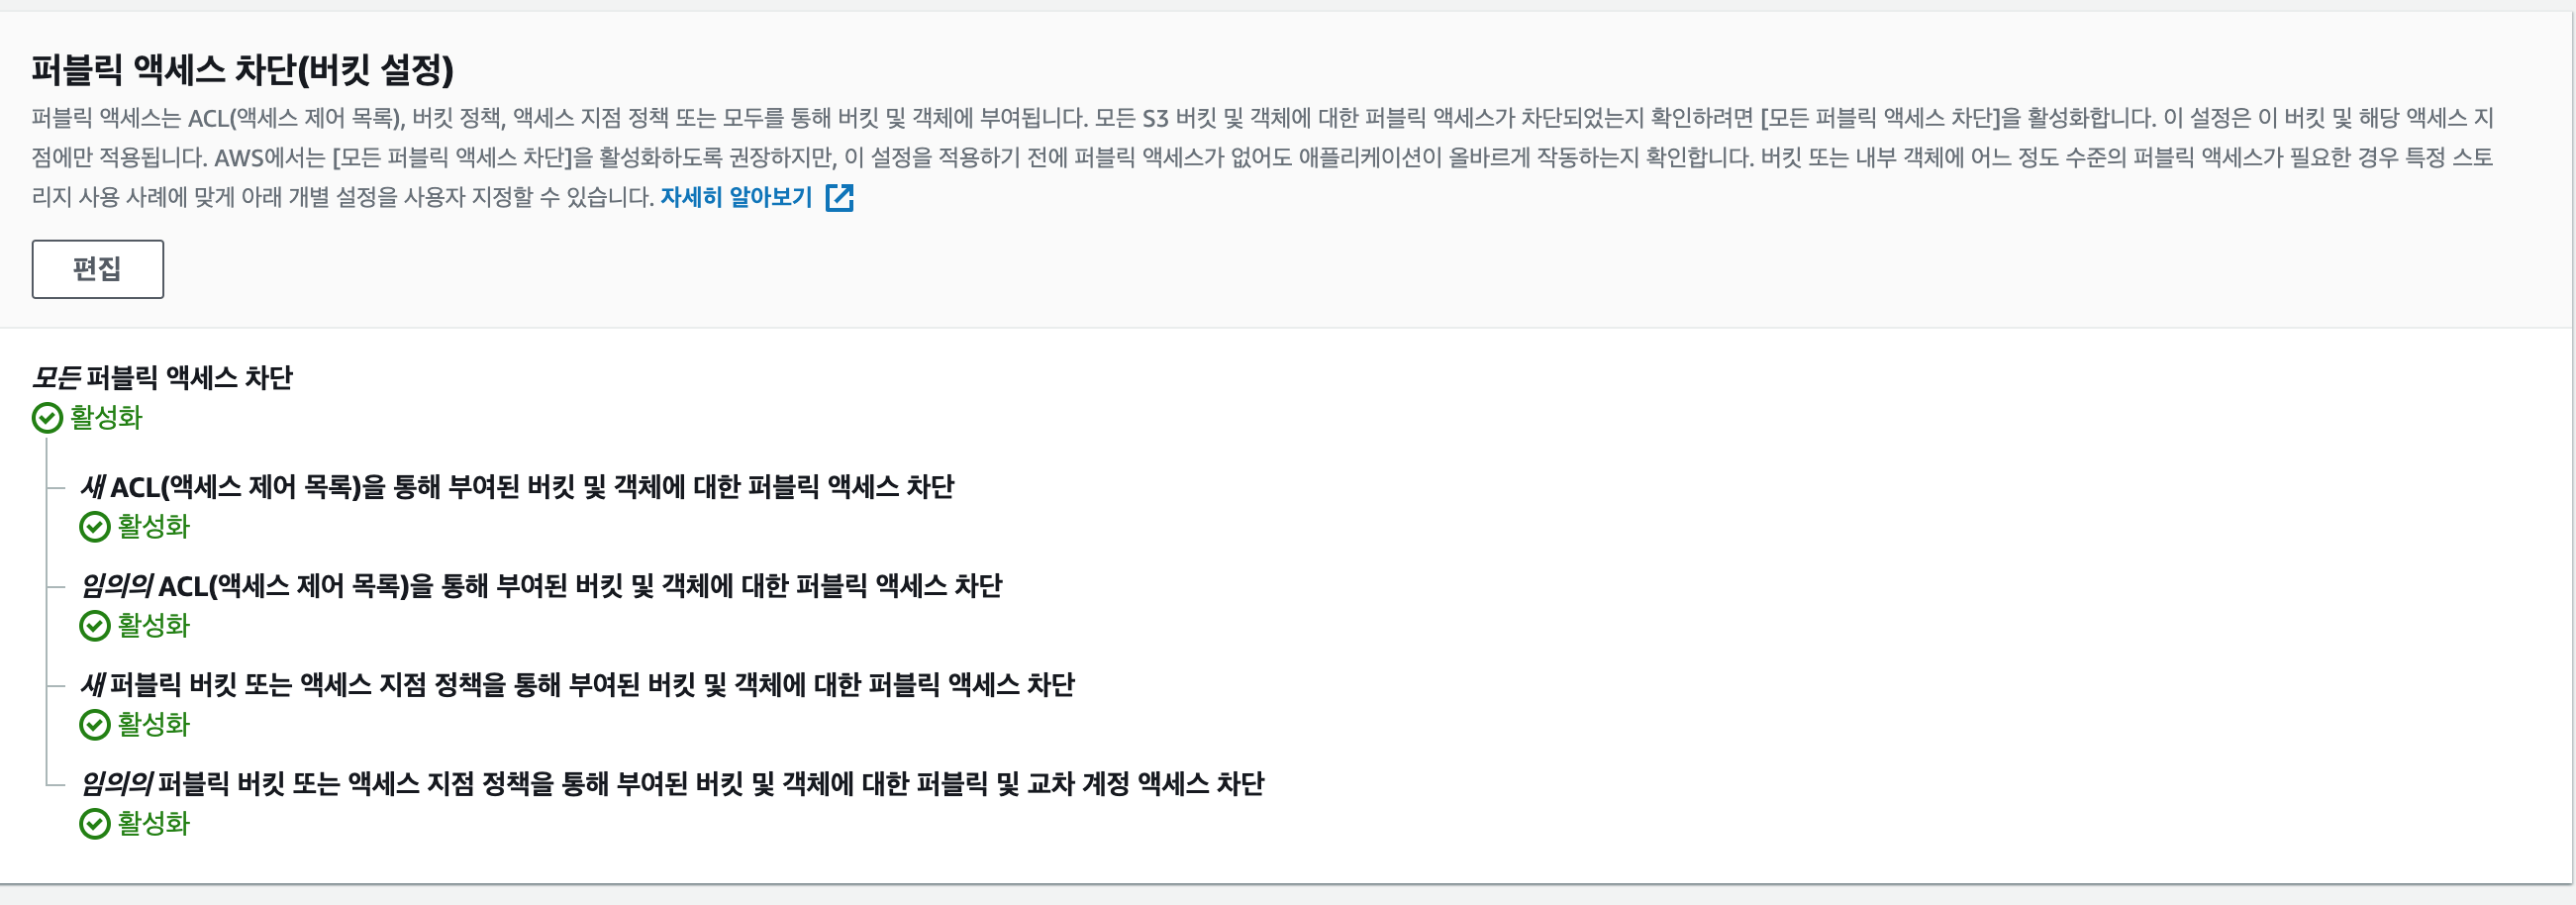 퍼블릭 액세스 차단(버킷 설정)
퍼블릭 액세스는 ACL(액세스 제어 목록), 버킷 정책, 액세스 지점 정책 또는 모두를 통해 버킷 및 객체에 부여됩니다. 모든 S3 버킷 및 객체에 대한 퍼블릭 액세스가 차단되었는지 확인하려면 [모든 퍼블릭 액세스 차단]을 활성화합니다. 이 설정은 이 버킷 및 해당 액세스 지
점에만 적용됩니다. AWS에서는 [모든 퍼블릭 액세스 차단]을 활성화하도록 권장하지만, 이 설정을 적용하기 전에 퍼블릭 액세스가 없어도 애플리케이션이 올바르게 작동하는지 확인합니다. 버킷 또는 내부 객체에 어느 정도 수준의 퍼블릭 액세스가 필요한 경우 특정 스토
리지 사용 사례에 맞게 아래 개별 설정을 사용자 지정할 수 있습니다. 자세히 알아보기
편집
모든 퍼블릭 액세스 차단
활성화
새 ACL(액세스 제어 목록)을 통해 부여된 버킷 및 객체에 대한 퍼블릭 액세스 차단
활성화
임의의 ACL(액세스 제어 목록)을 통해 부여된 버킷 및 객체에 대한 퍼블릭 액세스 차단
활성화
새 퍼블릭 버킷 또는 액세스 지점 정책을 통해 부여된 버킷 및 객체에 대한 퍼블릭 액세스 차단
활성화
임의의 퍼블릭 버킷 또는 액세스 지점 정책을 통해 부여된 버킷 및 객체에 대한 퍼블릭 및 교차 계정 액세스 차단
활성화